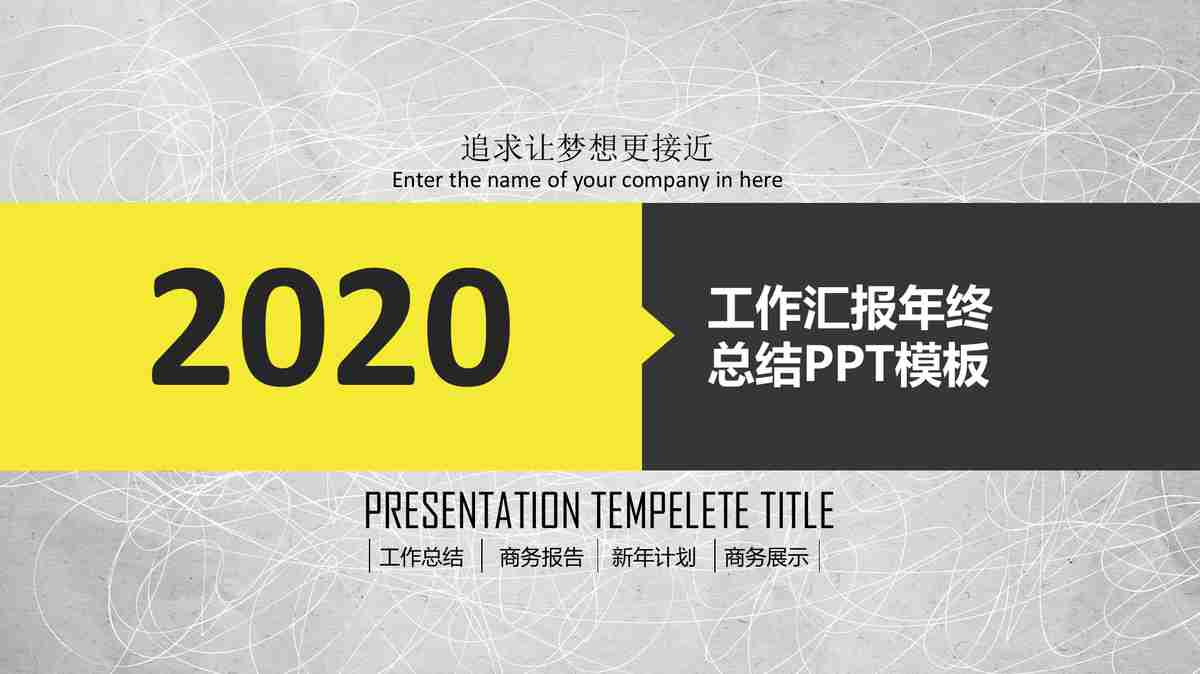 追求让梦想更接近
Enter the name of your company in here
2020
工作汇报年终
总结PPT模板
PRESENTATION TEMPELETE TITLE
工作总结 商务报告 新年计划 商务展示